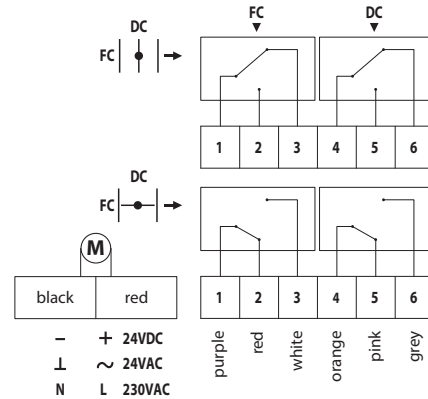 FC DC
DC
FC
1 2 3 4 5 6
DC
FC
M
black red
1 2 3 4 5 6
purple red white orange pink grey
– + 24VDC
⊥ ~ 24VAC
N L 230VAC